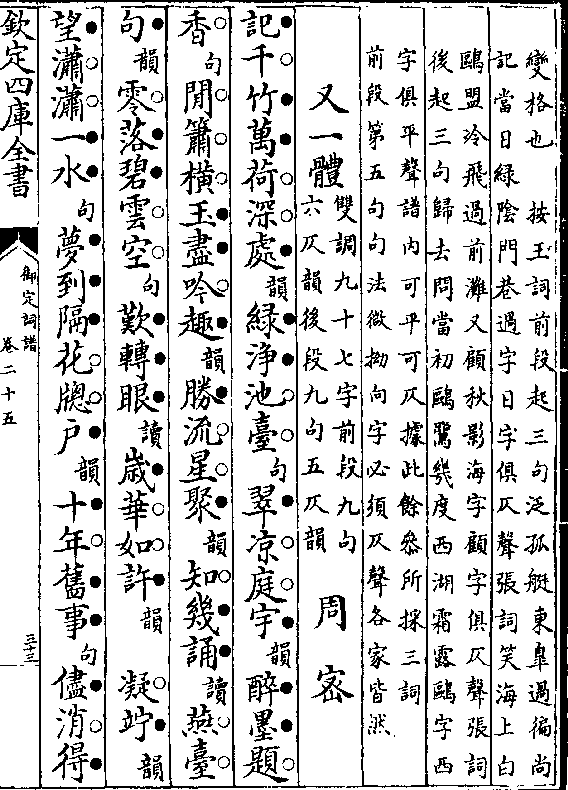 變格也　按王詞前段起三句泛孤艇東臯過徧尚
記當日緑陰門巷過字日字俱仄聲張詞笑海上白
鷗盟冷飛過前灘又顧秋影海字顧字俱仄聲張詞
後起三句歸去問當初鷗鷺幾度西湖霜露鷗字西
字俱平聲譜内可平可仄據此餘叅所採三詞
前段第五句句法微拗向字必須仄聲各家皆然
又一體
雙調九十七字前段九句
六仄韻後段九句五仄韻
周密
記千竹萬荷深處韻緑浄池臺句翠凉庭宇韻醉墨題
香句閒簫横玉盡吟趣韻勝流星聚韻知幾誦讀燕臺
句韻零落碧雲空句歎轉眼讀歳華如許韻　凝竚韻
望瀟瀟一水句夢到隔花牕户韻十年舊事句儘消得
欽定四庫全書
御定詞譜
卷二十五
三十三